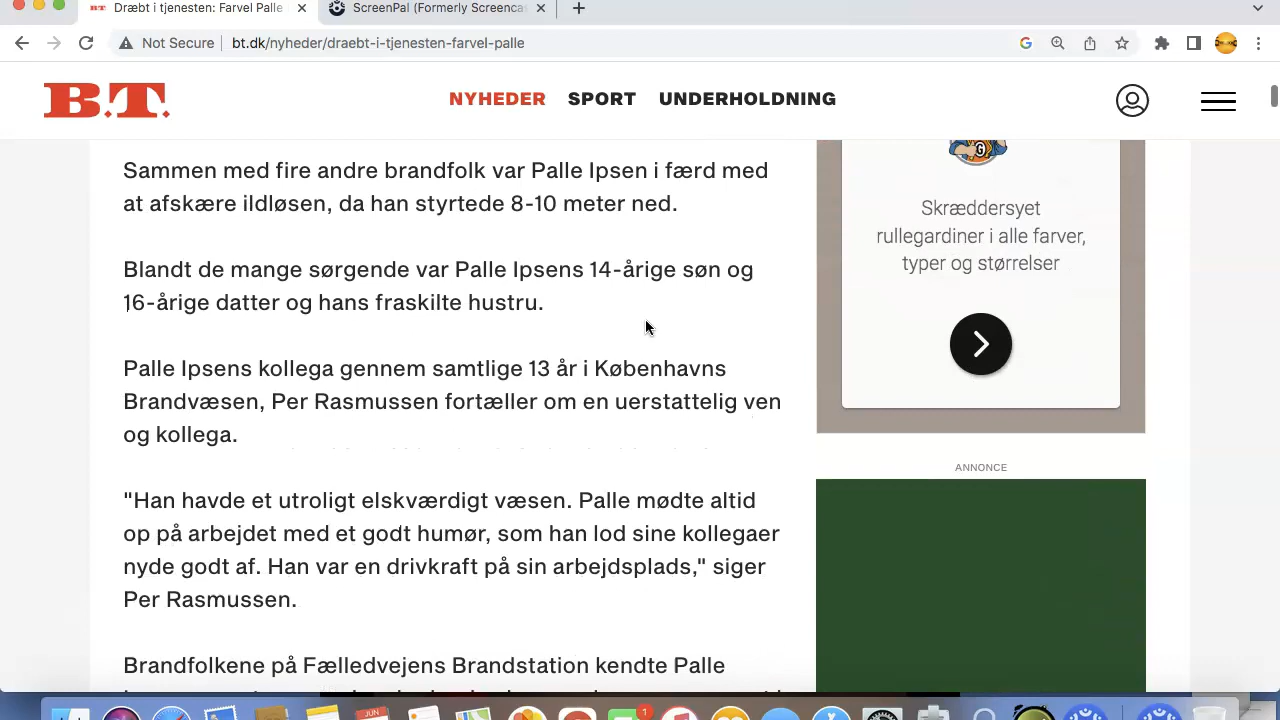 Dræbt i tjenesten: Farvel Palle
ScreenPal (Formerly Screencas
Not Secure
bt.dk/nyheder/draebt-i-tjenesten-farvel-palle
B.T.
NYHEDER SPORT UNDERHOLDNING
Sammen med fire andre brandfolk var Palle Ipsen i færd med
at afskære ildløsen, da han styrtede 8-10 meter ned.
Blandt de mange sørgende var Palle Ipsens 14-årige søn og
16-årige datter og hans fraskilte hustru.
Palle Ipsens kollega gennem samtlige 13 år i Københavns
Brandvæsen, Per Rasmussen fortæller om en uerstattelig ven
og kollega.
"Han havde et utroligt elskværdigt væsen. Palle mødte altid
op på arbejdet med et godt humør, som han lod sine kollegaer
nyde godt af. Han var en drivkraft på sin arbejdsplads," siger
Per Rasmussen.
Brandfolkene på Fælledvejens Brandstation kendte Palle
G
Skræddersyet
rullegardiner i alle farver,
typer og størrelser
ANNONCE
JUN
1